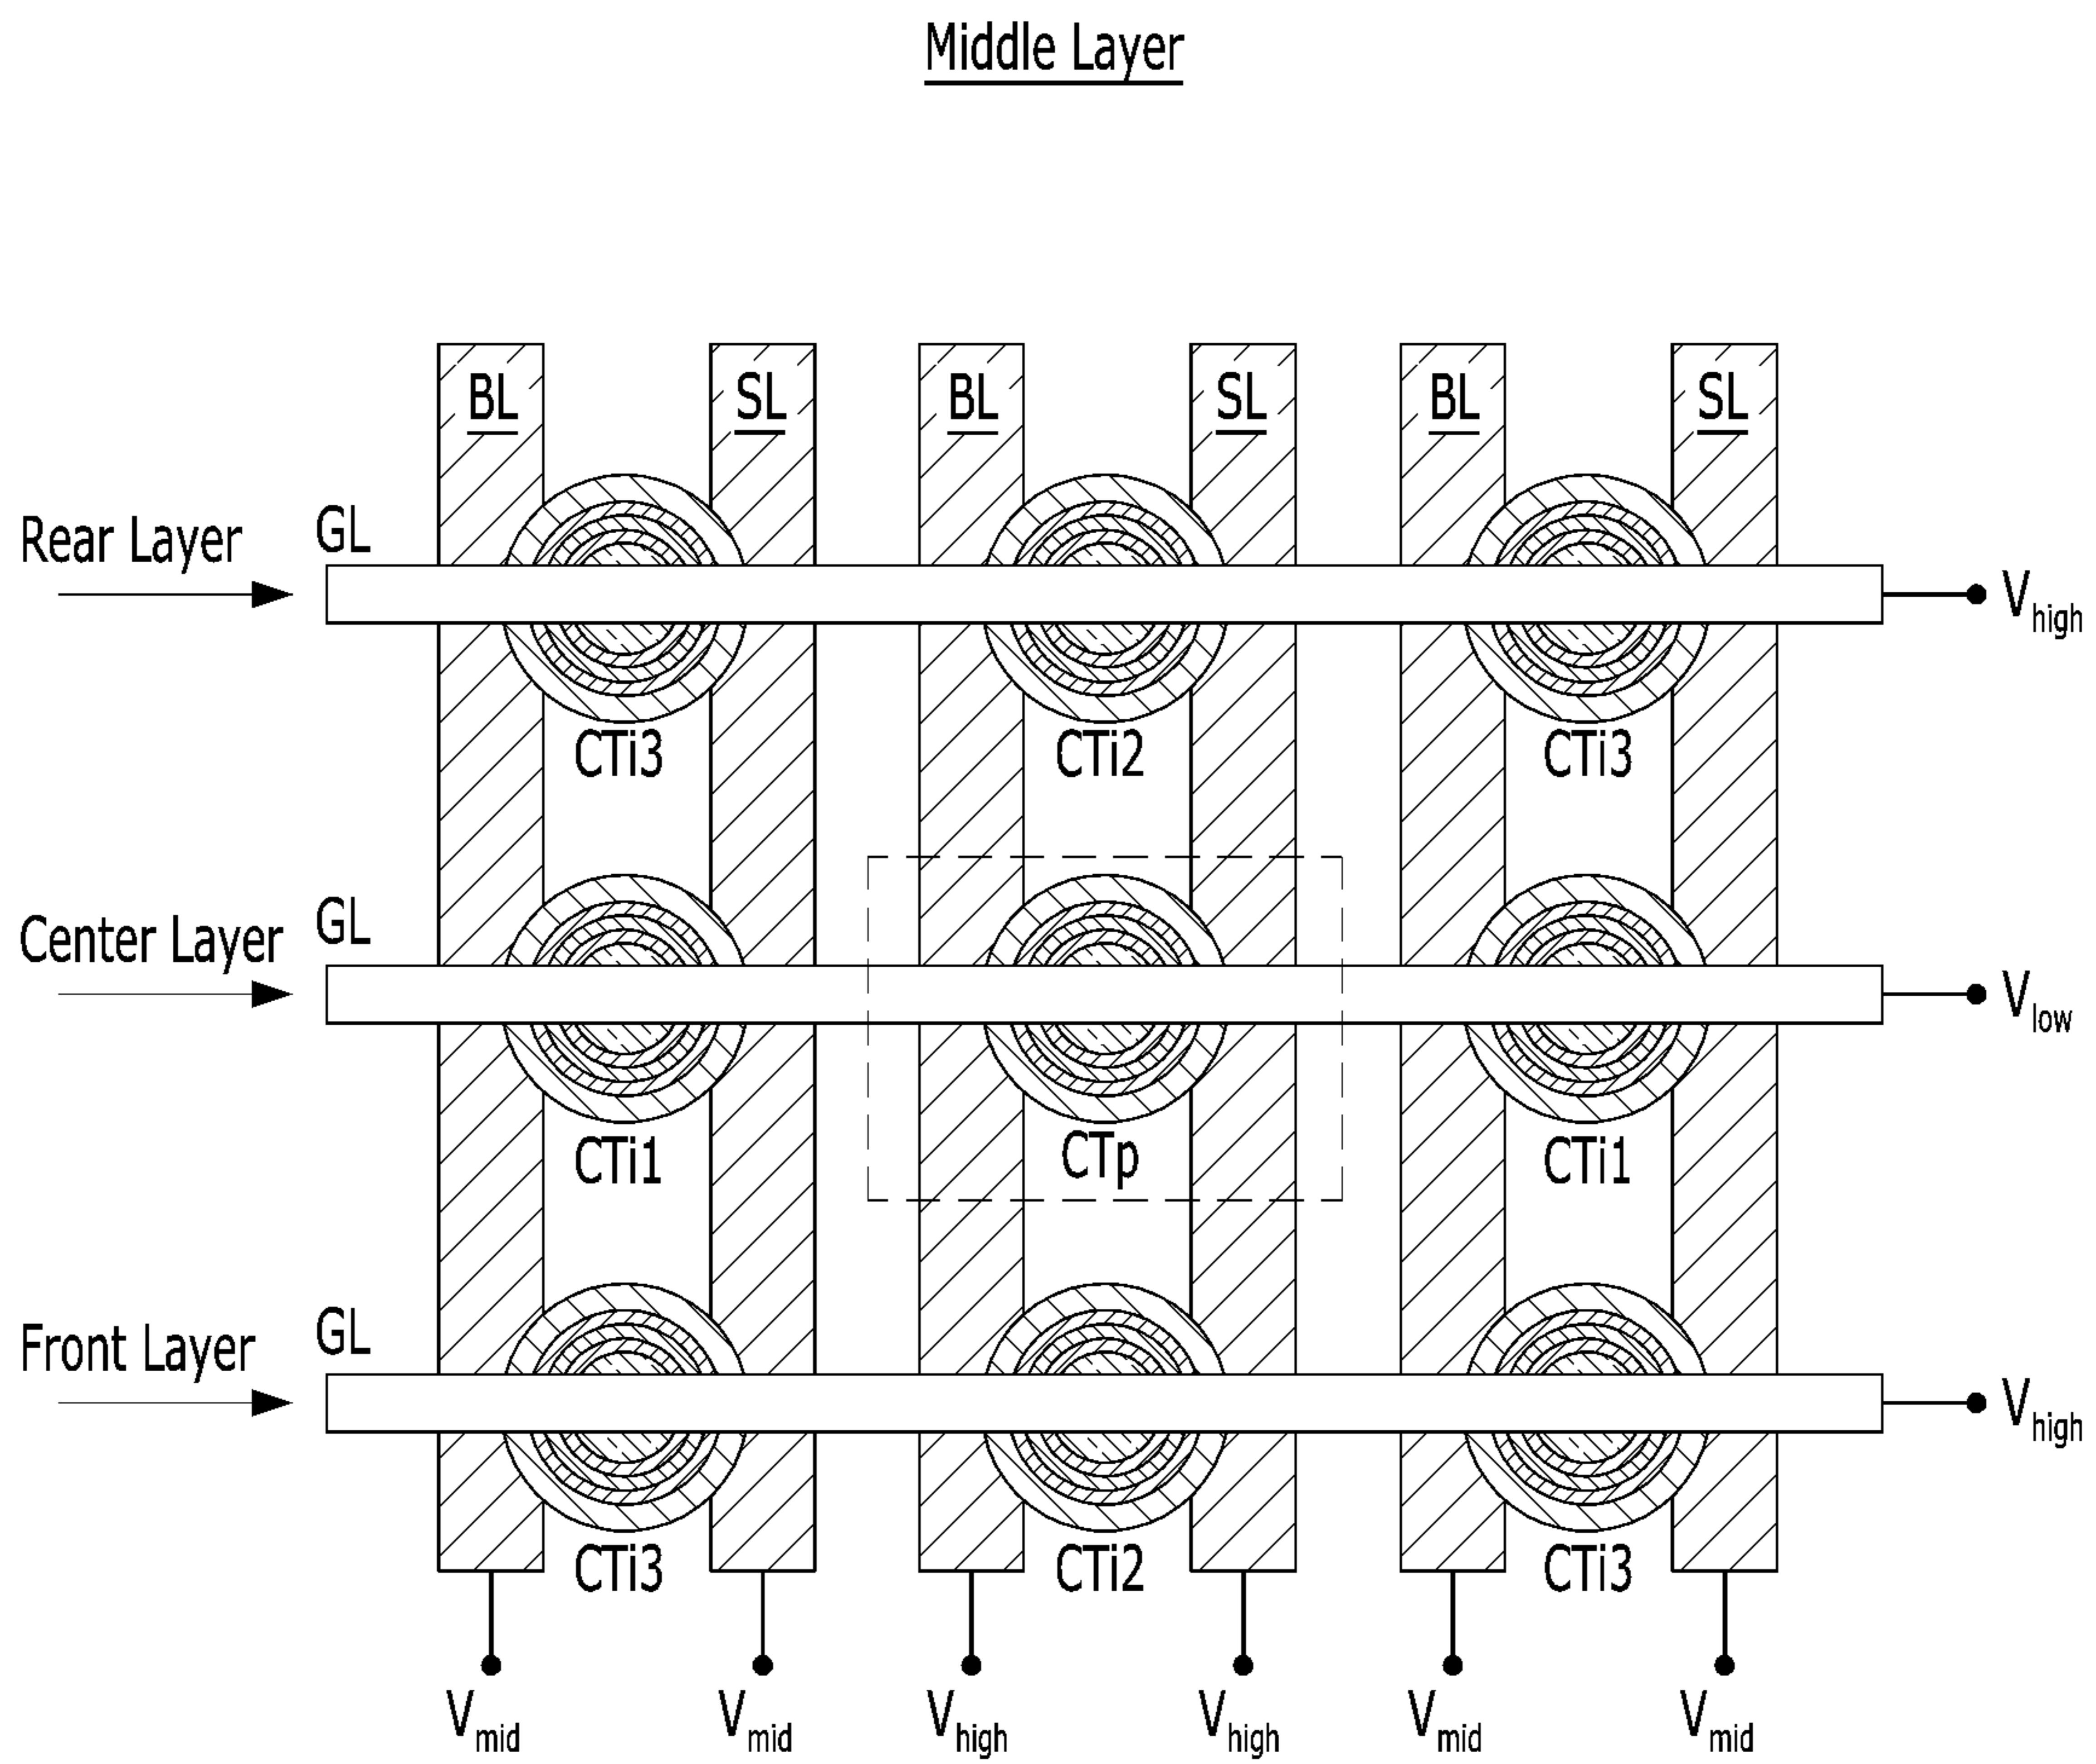 Middle Layer
BL SL BL SL BL SL
Rear Layer GL Vhigh
CTi3 CTi2 CTi3
Center Layer GL Vlow
CTi1 CTp CTi1
Front Layer GL Vhigh
CTi3 CTi2 CTi3
Vmid Vmid Vhigh Vhigh Vmid Vmid